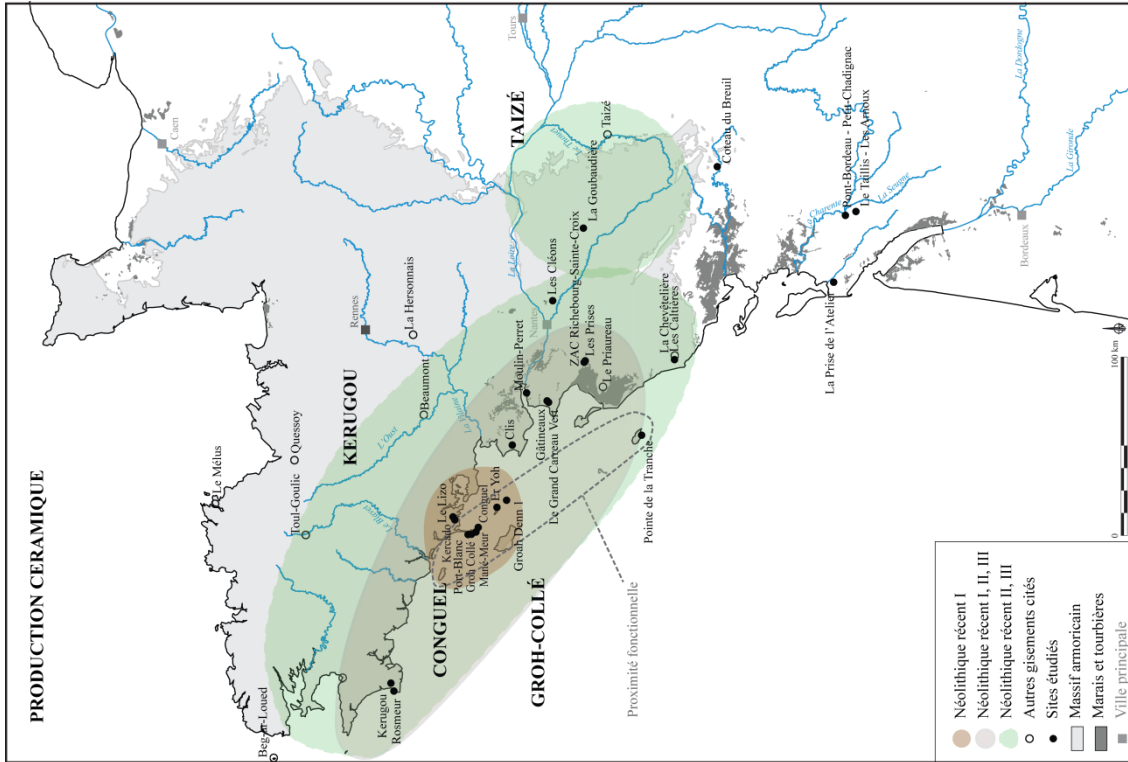 PRODUCTION CERAMIQUE
Beg-ar-Loued
Le Mélus
Quessoy
Toul-Goulic
Rennes
Caen
Tours
La Hersonnais
Beaumont
L'Oust
La Vilaine
Le Blavet
KERUGOU
TAIZÉ
Taizé
Le Thouet
La Goubaudière
La Loire
Nantes
Les Cléons
Moulin-Perret
ZAC Richebourg-Sainte-Croix
Les Prises
Le Priaureau
Clis
Gâtineaux
Le Grand Carreau Vert
La Chevêtelière
Les Caltières
Coteau du Breuil
Kerugou
Rosmeur
CONGUEL
Le Lizo
Kercado
Port-Blanc
Groh Collé
Mané-Meur
Conguel
Er Yoh
Groah Denn 1
GROH-COLLÉ
Pointe de la Tranche
Proximité fonctionnelle
La Prise de l'Atelier
La Charente
Pont-Bordeau - Petit-Chadignac
Le Taillis - Les Arnoux
La Seugne
La Dordogne
La Gironde
Bordeaux
0
100 km
Néolithique récent I
Néolithique récent I, II, III
Néolithique récent II, III
Autres gisements cités
Sites étudiés
Massif armoricain
Marais et tourbières
Ville principale